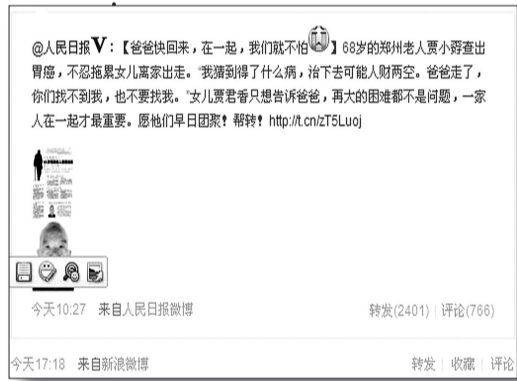 @人民日报V：【爸爸快回来，在一起，我们就不怕】68岁的郑州老人贾小孬查出
胃癌，不忍拖累女儿离家出走。“我猜到得了什么病，治下去可能人财两空。爸爸走了，
你们找不到我，也不要找我。”女儿贾君香只想告诉爸爸，再大的困难都不是问题，一家
人在一起才最重要。愿他们早日团聚！帮转！http://t.cn/zT5Luoj
今天10:27 来自人民日报微博 转发(2401) | 评论(766)
今天17:18 来自新浪微博 转发 | 收藏 | 评论